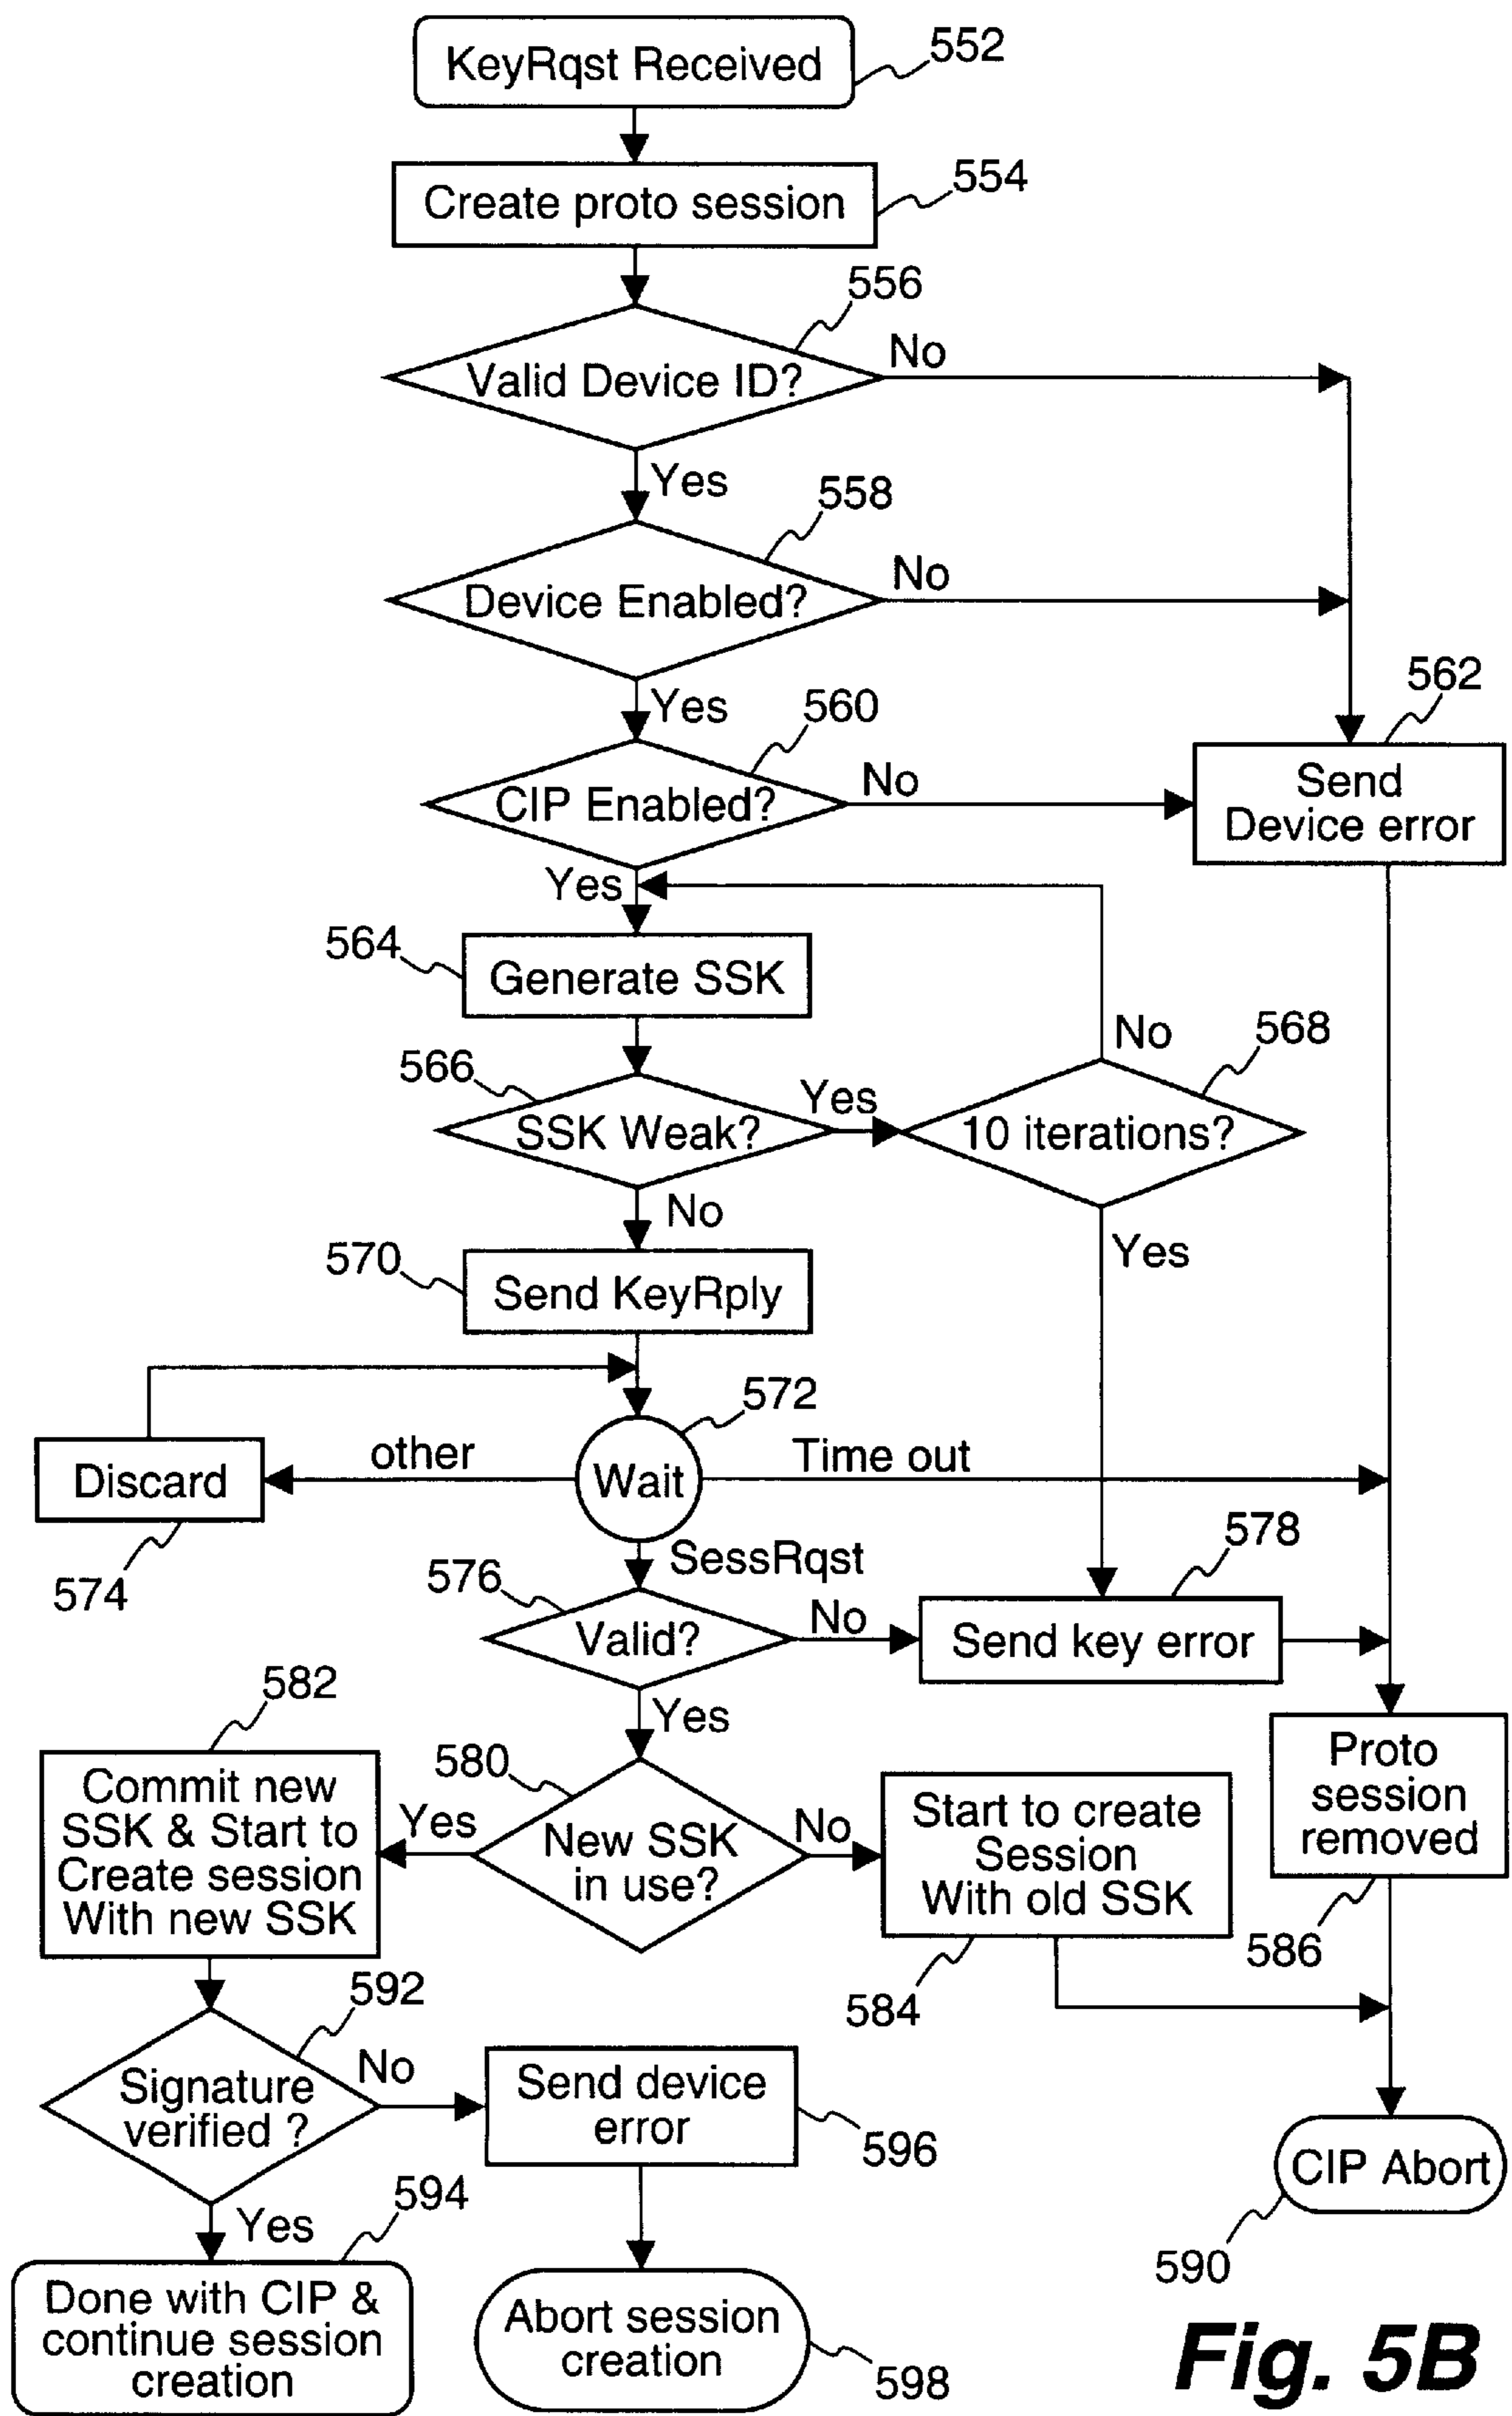 KeyRqst Received
552
Create proto session
554
556
Valid Device ID?
No
Yes
558
Device Enabled?
No
Yes
560
562
CIP Enabled?
No
Send
Device error
Yes
564
Generate SSK
No
568
566
SSK Weak?
Yes
10 iterations?
No
Yes
570
Send KeyRply
572
Discard
other
Wait
Time out
574
SessRqst
578
576
Valid?
No
Send key error
582
Yes
580
Commit new
SSK & Start to
Create session
With new SSK
Yes
New SSK
in use?
No
Start to create
Session
With old SSK
Proto
session
removed
586
584
592
Signature
verified ?
No
Send device
error
596
CIP Abort
590
594
Yes
Done with CIP &
continue session
creation
Abort session
creation
598
Fig. 5B